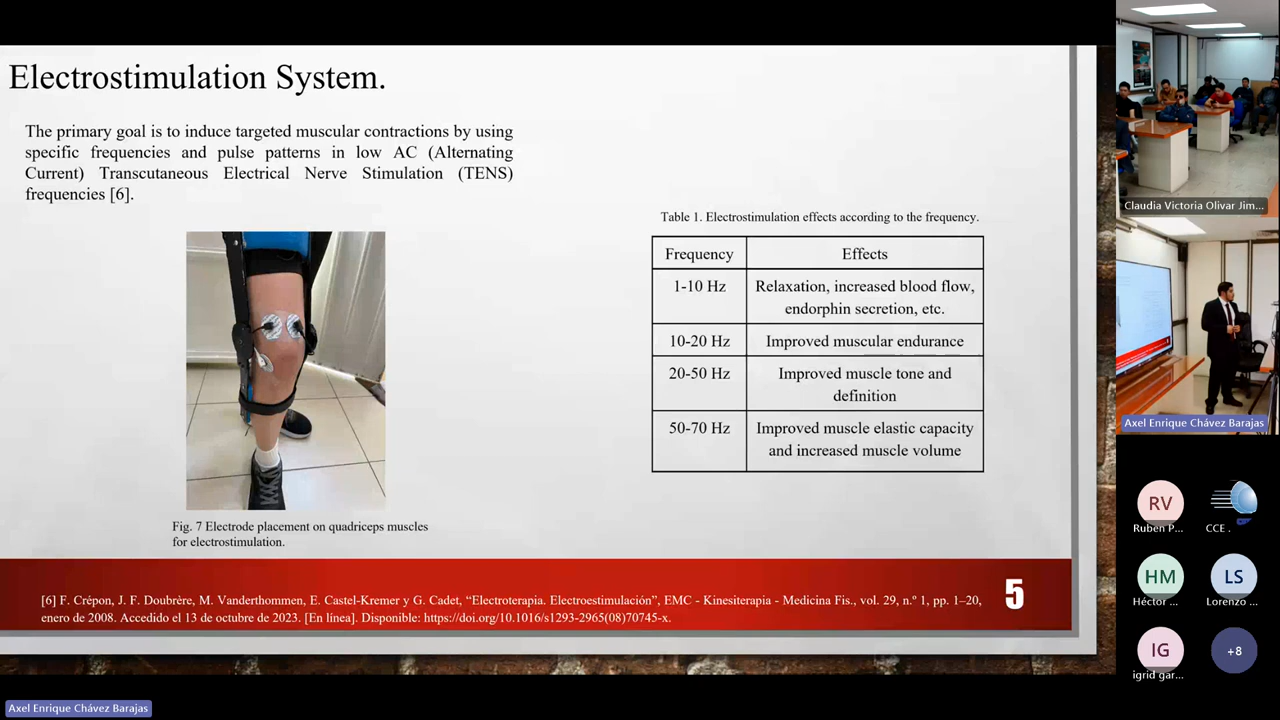 Electrostimulation System.
The primary goal is to induce targeted muscular contractions by using
specific frequencies and pulse patterns in low AC (Alternating
Current) Transcutaneous Electrical Nerve Stimulation (TENS)
frequencies [6].
Fig. 7 Electrode placement on quadriceps muscles
for electrostimulation.
Table 1. Electrostimulation effects according to the frequency.
Frequency Effects
1-10 Hz Relaxation, increased blood flow,
endorphin secretion, etc.
10-20 Hz Improved muscular endurance
20-50 Hz Improved muscle tone and
definition
50-70 Hz Improved muscle elastic capacity
and increased muscle volume
[6] F. Crépon, J. F. Doubrère, M. Vanderthommen, E. Castel-Kremer y G. Cadet, “Electroterapia. Electroestimulación”, EMC - Kinesiterapia - Medicina Fis., vol. 29, n.º 1, pp. 1–20,
enero de 2008. Accedido el 13 de octubre de 2023. [En línea]. Disponible: https://doi.org/10.1016/s1293-2965(08)70745-x.
5
Claudia Victoria Olivar Jim...
Axel Enrique Chávez Barajas
RV
Ruben P...
CCE .
HM
Héctor ...
LS
Lorenzo ...
IG
igrid gar...
+8
Axel Enrique Chávez Barajas